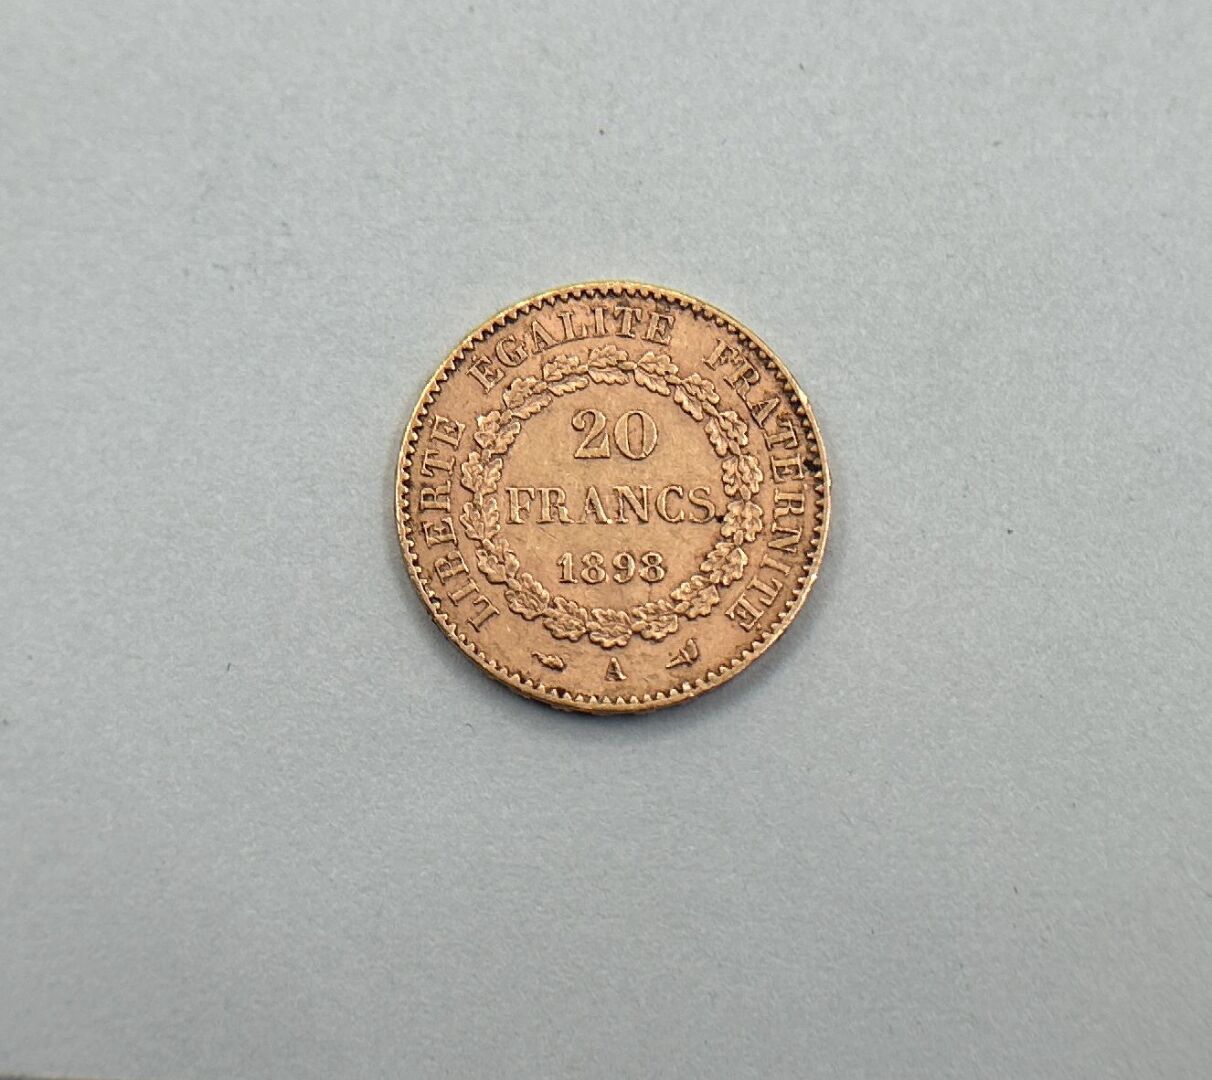 LIBERTE EGALITE FRATERNITE
20
FRANCS
1898
A